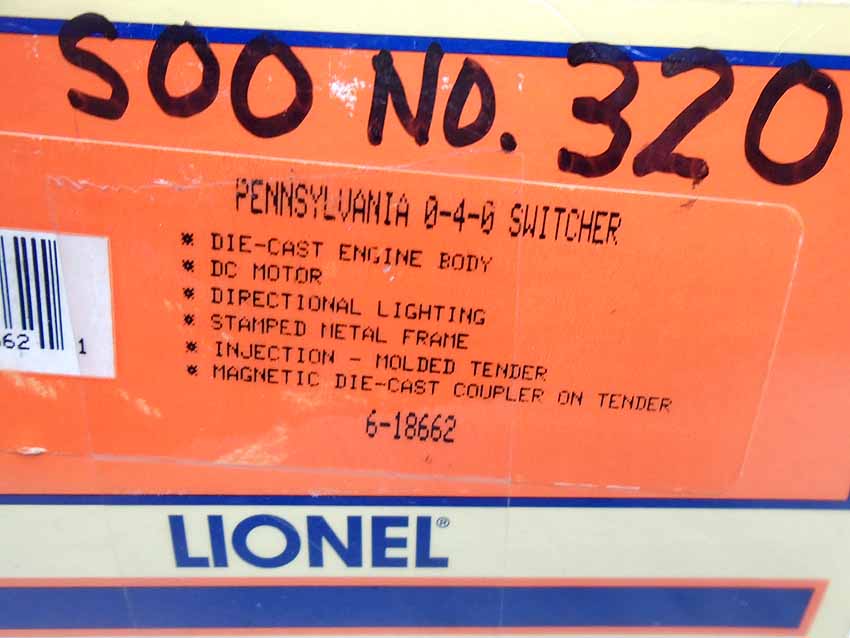 SOO No. 320
PENNSYLVANIA 0-4-0 SWITCHER
* DIE-CAST ENGINE BODY
* DC MOTOR
* DIRECTIONAL LIGHTING
* STAMPED METAL FRAME
* INJECTION - MOLDED TENDER
* MAGNETIC DIE-CAST COUPLER ON TENDER
6-18662
62 1
LIONEL®